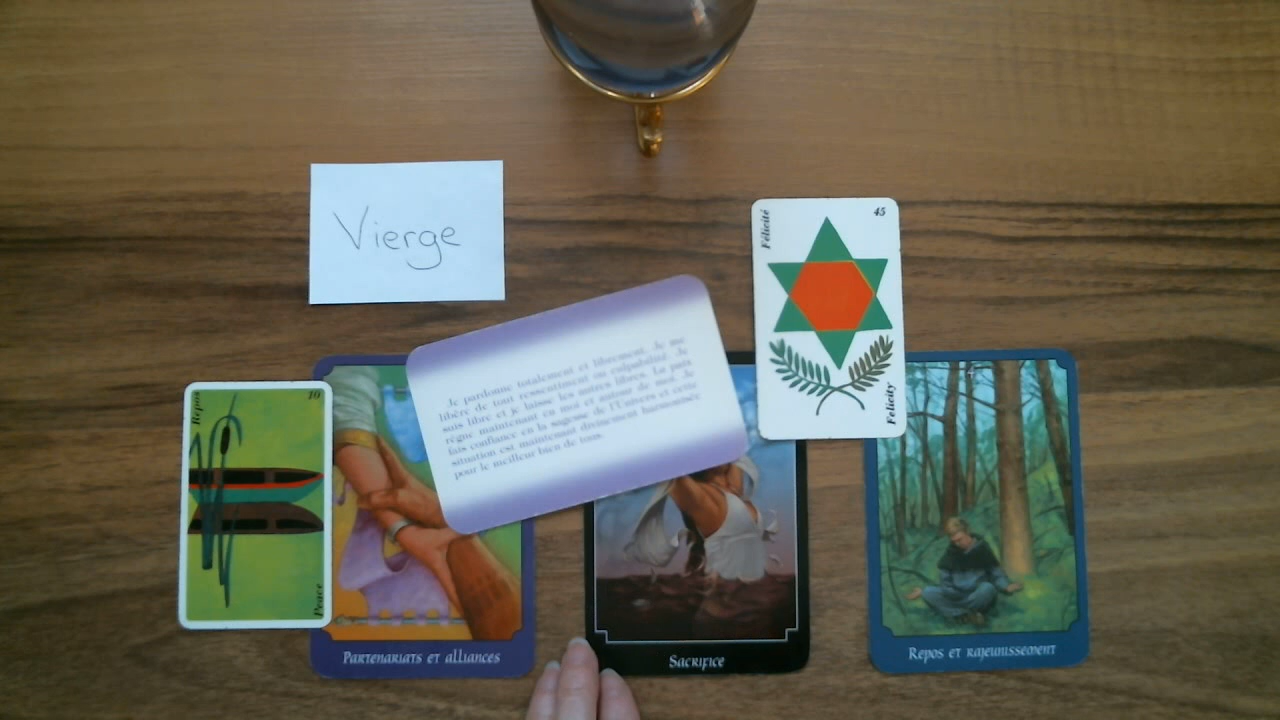 Vierge
Félicité
45
Felicity
Repos
10
Peace
Je pardonne totalement et librement. Je me
libère de tout ressentiment ou culpabilité. Je
suis libre et je laisse les autres libres. La paix
règne maintenant en moi et autour de moi. Je
fais confiance en la sagesse de l'Univers et cette
situation est maintenant divinement harmonisée
pour le meilleur bien de tous.
Partenariats et alliances
Sacrifice
Repos et rajeunissement